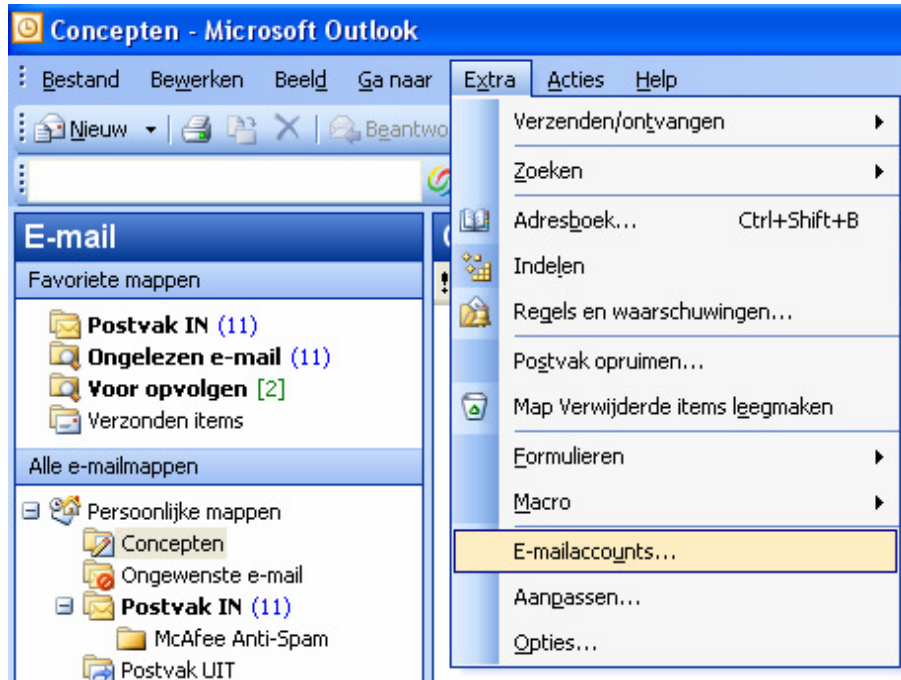 Concepten - Microsoft Outlook
Bestand Bewerken Beeld Ga naar Extra Acties Help
Nieuw Beantwo
E-mail
Favoriete mappen
Postvak IN (11)
Ongelezen e-mail (11)
Voor opvolgen [2]
Verzonden items
Alle e-mailmappen
Persoonlijke mappen
Concepten
Ongewenste e-mail
Postvak IN (11)
McAfee Anti-Spam
Postvak UIT
Verzenden/ontvangen
Zoeken
Adresboek... Ctrl+Shift+B
Indelen
Regels en waarschuwingen...
Postvak opruimen...
Map Verwijderde items leegmaken
Formulieren
Macro
E-mailaccounts...
Aanpassen...
Opties...